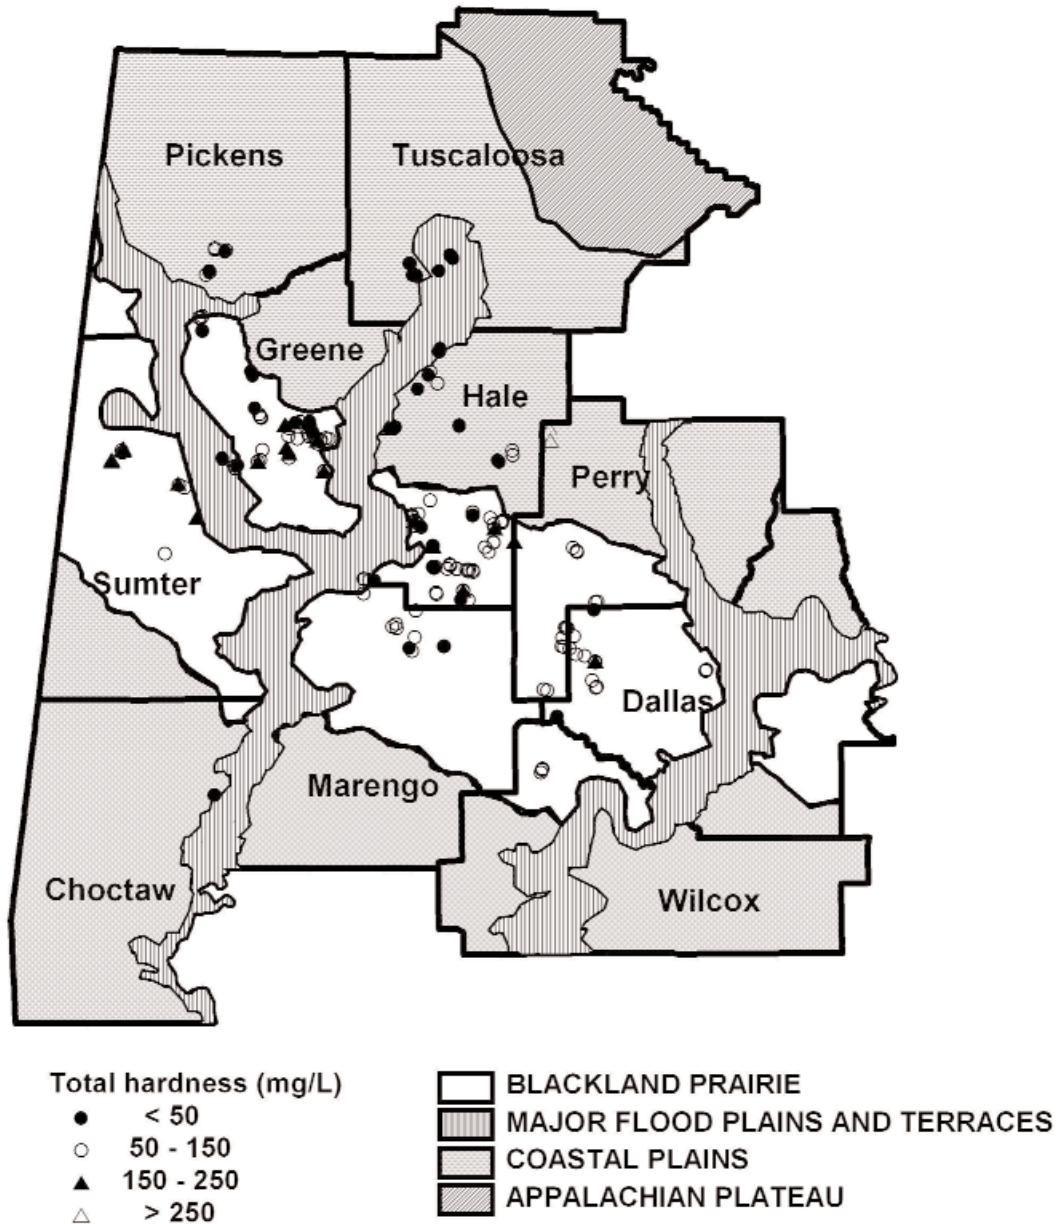 Pickens
Tuscaloosa
Greene
Hale
Perry
Sumter
Dallas
Marengo
Choctaw
Wilcox
Total hardness (mg/L)
< 50
50 - 150
150 - 250
> 250
BLACKLAND PRAIRIE
MAJOR FLOOD PLAINS AND TERRACES
COASTAL PLAINS
APPALACHIAN PLATEAU